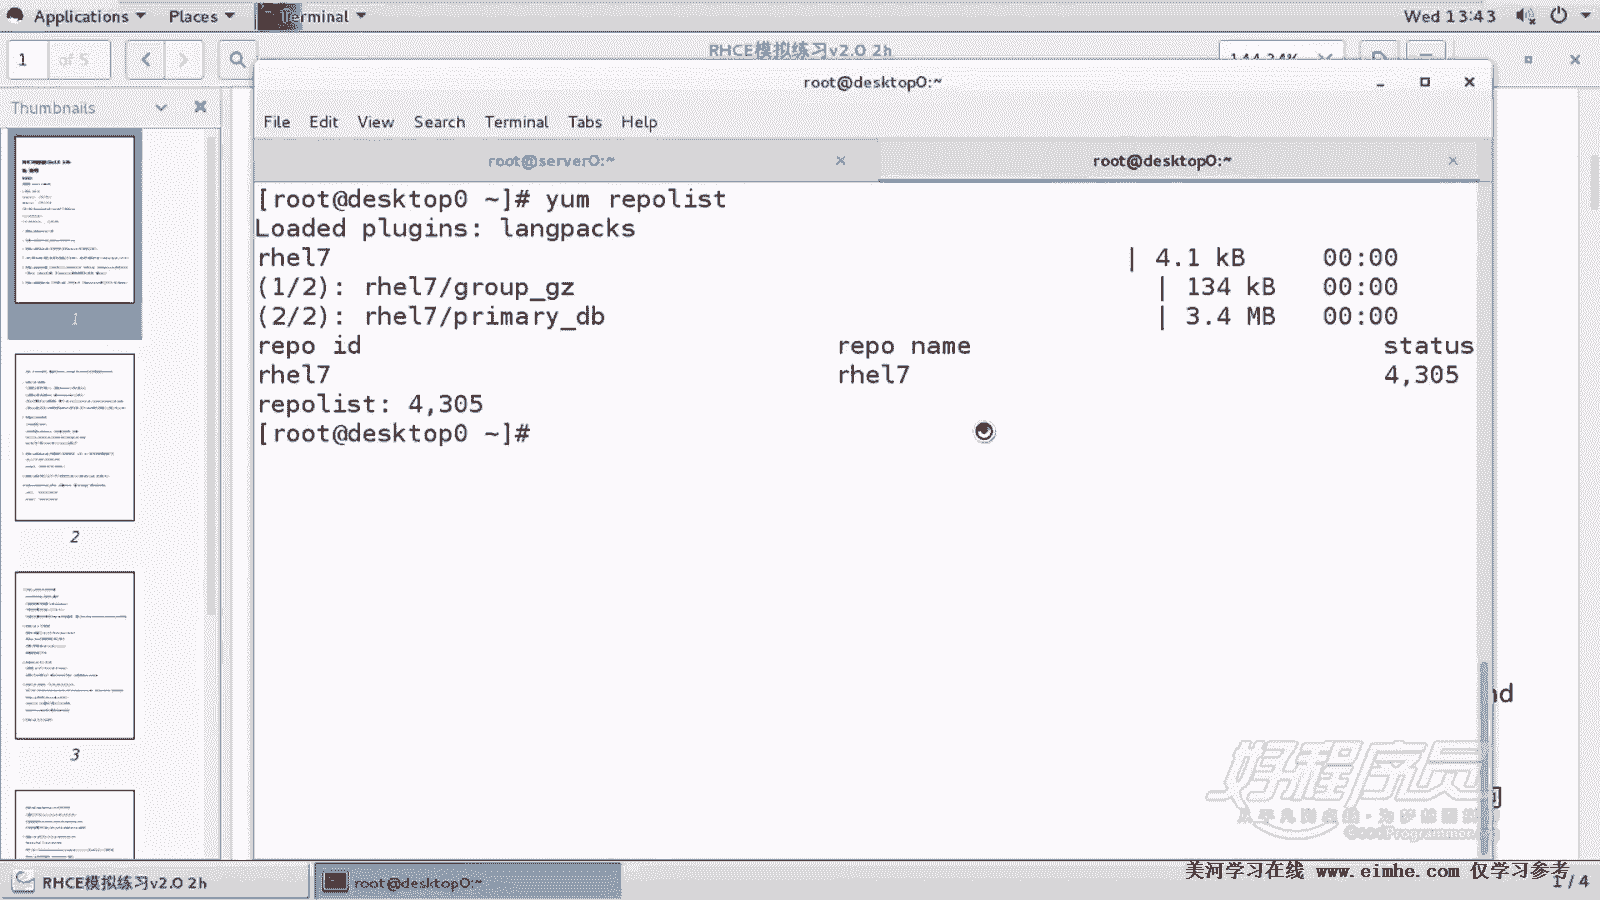 Applications Places Terminal Wed 13:43
1 of 5 RHCE模拟练习v2.0 2h 144.34%
root@desktop0:~
Thumbnails
File Edit View Search Terminal Tabs Help
root@server0:~ root@desktop0:~
[root@desktop0 ~]# yum repolist
Loaded plugins: langpacks
rhel7 | 4.1 kB 00:00
(1/2): rhel7/group_gz | 134 kB 00:00
(2/2): rhel7/primary_db | 3.4 MB 00:00
repo id repo name status
rhel7 rhel7 4,305
repolist: 4,305
[root@desktop0 ~]#
1
2
3
nd
好程序员
GoodProgrammer.org
美河学习在线 www.eimhe.com 仅学习参考
RHCE模拟练习v2.0 2h root@desktop0:~ 1 / 4